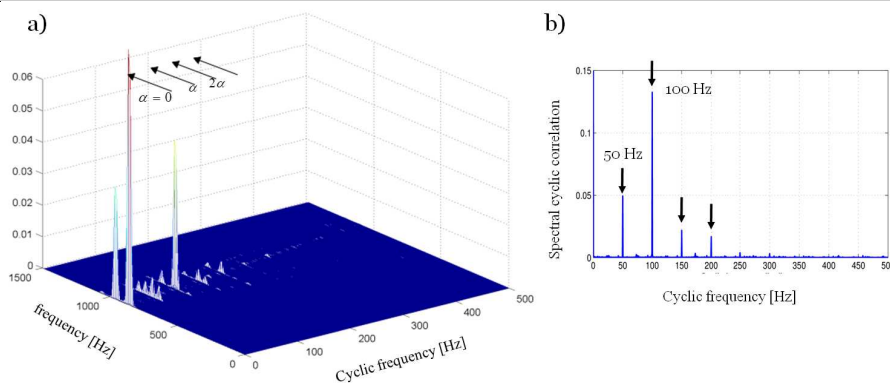 a)
α = 0
α
2α
0.06
0.05
0.04
0.03
0.02
0.01
0
1500
1000
500
0
frequency [Hz]
0
100
200
300
400
500
Cyclic frequency [Hz]
b)
0.15
0.1
0.05
0
Spectral cyclic correlation
50 Hz
100 Hz
0 50 100 150 200 250 300 350 400 450 500
Cyclic frequency [Hz]